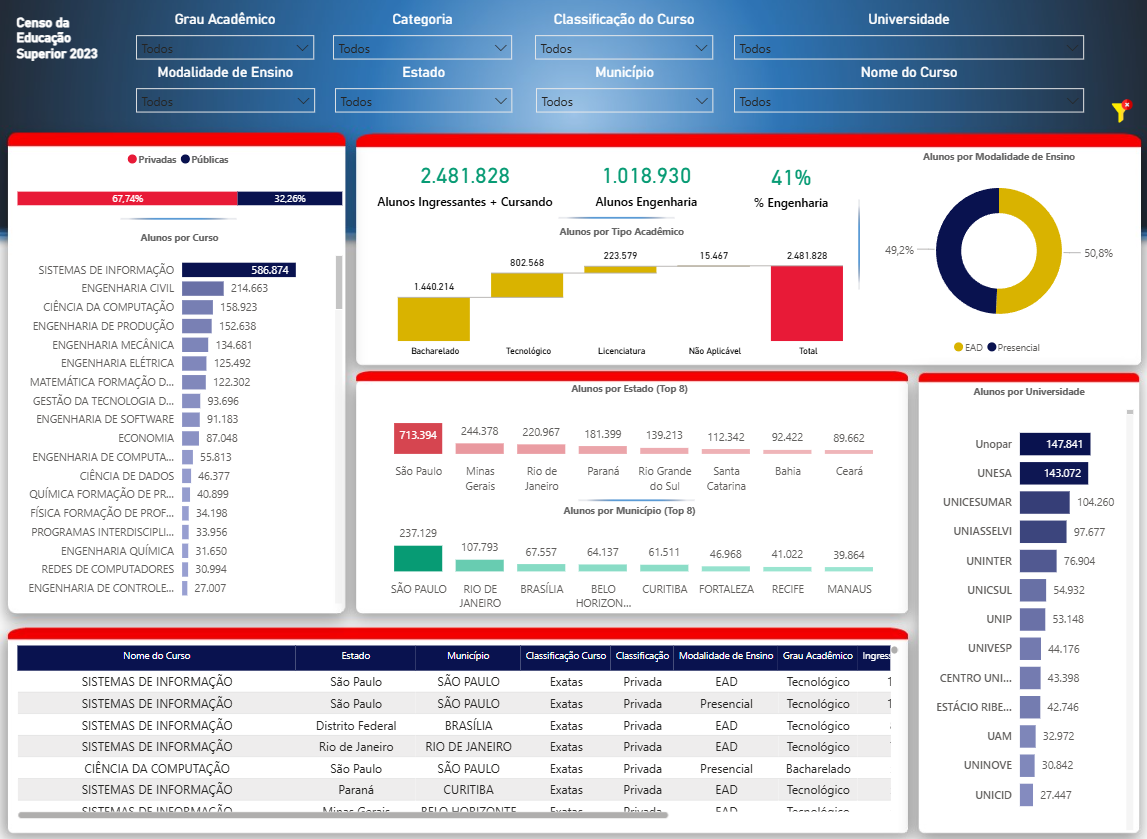 Censo da
Educação
Superior 2023
Grau Acadêmico
Categoria
Classificação do Curso
Universidade
Todos
Todos
Todos
Todos
Modalidade de Ensino
Estado
Município
Nome do Curso
Todos
Todos
Todos
Todos
Privadas Públicas
67,74% 32,26%
Alunos por Curso
SISTEMAS DE INFORMAÇÃO 586.874
ENGENHARIA CIVIL 214.663
CIÊNCIA DA COMPUTAÇÃO 158.923
ENGENHARIA DE PRODUÇÃO 152.638
ENGENHARIA MECÂNICA 134.681
ENGENHARIA ELÉTRICA 125.492
MATEMÁTICA FORMAÇÃO D... 122.302
GESTÃO DA TECNOLOGIA D... 93.696
ENGENHARIA DE SOFTWARE 91.183
ECONOMIA 87.048
ENGENHARIA DE COMPUTA... 55.813
CIÊNCIA DE DADOS 46.377
QUÍMICA FORMAÇÃO DE PR... 40.899
FÍSICA FORMAÇÃO DE PROF... 34.198
PROGRAMAS INTERDISCIPLI... 33.956
ENGENHARIA QUÍMICA 31.650
REDES DE COMPUTADORES 30.994
ENGENHARIA DE CONTROLE... 27.007
2.481.828 1.018.930 41%
Alunos Ingressantes + Cursando Alunos Engenharia % Engenharia
Alunos por Tipo Acadêmico
1.440.214 802.568 223.579 15.467 2.481.828
Bacharelado Tecnológico Licenciatura Não Aplicável Total
Alunos por Modalidade de Ensino
49,2% 50,8%
EAD Presencial
Alunos por Estado (Top 8)
713.394 244.378 220.967 181.399 139.213 112.342 92.422 89.662
São Paulo Minas Rio de Paraná Rio Grande Santa Bahia Ceará
Gerais Janeiro do Sul Catarina
Alunos por Município (Top 8)
237.129 107.793 67.557 64.137 61.511 46.968 41.022 39.864
SÃO PAULO RIO DE BRASÍLIA BELO CURITIBA FORTALEZA RECIFE MANAUS
JANEIRO HORIZON...
Alunos por Universidade
Unopar 147.841
UNESA 143.072
UNICESUMAR 104.260
UNIASSELVI 97.677
UNINTER 76.904
UNICSUL 54.932
UNIP 53.148
UNIVESP 44.176
CENTRO UNI... 43.398
ESTÁCIO RIBE... 42.746
UAM 32.972
UNINOVE 30.842
UNICID 27.447
Nome do Curso Estado Município Classificação Curso Classificação Modalidade de Ensino Grau Acadêmico Ingress
SISTEMAS DE INFORMAÇÃO São Paulo SÃO PAULO Exatas Privada EAD Tecnológico
SISTEMAS DE INFORMAÇÃO São Paulo SÃO PAULO Exatas Privada Presencial Tecnológico
SISTEMAS DE INFORMAÇÃO Distrito Federal BRASÍLIA Exatas Privada EAD Tecnológico
SISTEMAS DE INFORMAÇÃO Rio de Janeiro RIO DE JANEIRO Exatas Privada EAD Tecnológico
CIÊNCIA DA COMPUTAÇÃO São Paulo SÃO PAULO Exatas Privada Presencial Bacharelado
SISTEMAS DE INFORMAÇÃO Paraná CURITIBA Exatas Privada EAD Tecnológico
SISTEMAS DE INFORMAÇÃO Minas Gerais BELO HORIZONTE Exatas Privada EAD Tecnológico